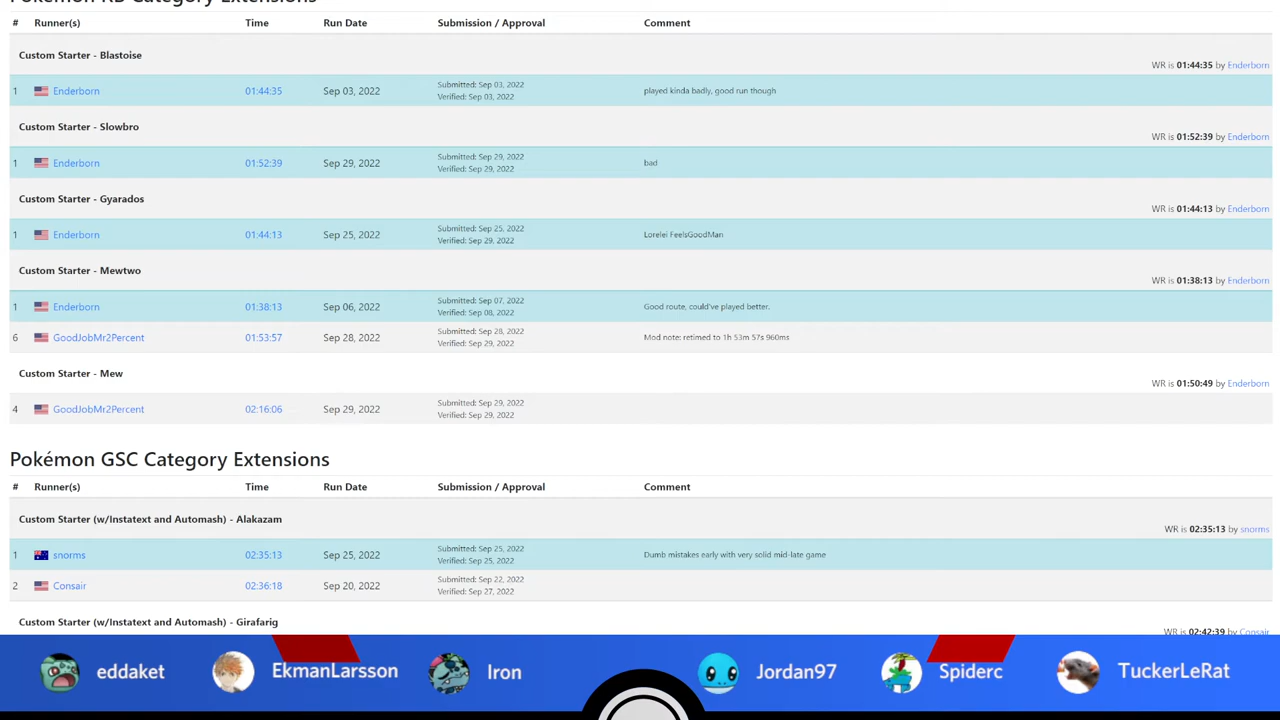 Pokémon RB Category Extensions
# Runner(s) Time Run Date Submission / Approval Comment
Custom Starter - Blastoise
WR is 01:44:35 by Enderborn
1 Enderborn 01:44:35 Sep 03, 2022 Submitted: Sep 03, 2022 Verified: Sep 03, 2022 played kinda badly, good run though
Custom Starter - Slowbro
WR is 01:52:39 by Enderborn
1 Enderborn 01:52:39 Sep 29, 2022 Submitted: Sep 29, 2022 Verified: Sep 29, 2022 bad
Custom Starter - Gyarados
WR is 01:44:13 by Enderborn
1 Enderborn 01:44:13 Sep 25, 2022 Submitted: Sep 25, 2022 Verified: Sep 29, 2022 Lorelei FeelsGoodMan
Custom Starter - Mewtwo
WR is 01:38:13 by Enderborn
1 Enderborn 01:38:13 Sep 06, 2022 Submitted: Sep 07, 2022 Verified: Sep 08, 2022 Good route, could've played better.
6 GoodJobMr2Percent 01:53:57 Sep 28, 2022 Submitted: Sep 28, 2022 Verified: Sep 29, 2022 Mod note: retimed to 1h 53m 57s 960ms
Custom Starter - Mew
WR is 01:50:49 by Enderborn
4 GoodJobMr2Percent 02:16:06 Sep 29, 2022 Submitted: Sep 29, 2022 Verified: Sep 29, 2022
Pokémon GSC Category Extensions
# Runner(s) Time Run Date Submission / Approval Comment
Custom Starter (w/Instatext and Automash) - Alakazam
WR is 02:35:13 by snorms
1 snorms 02:35:13 Sep 25, 2022 Submitted: Sep 25, 2022 Verified: Sep 25, 2022 Dumb mistakes early with very solid mid-late game
2 Consair 02:36:18 Sep 20, 2022 Submitted: Sep 22, 2022 Verified: Sep 27, 2022
Custom Starter (w/Instatext and Automash) - Girafarig
WR is 02:42:39 by Consair
eddaket EkmanLarsson Iron Jordan97 Spiderc TuckerLeRat